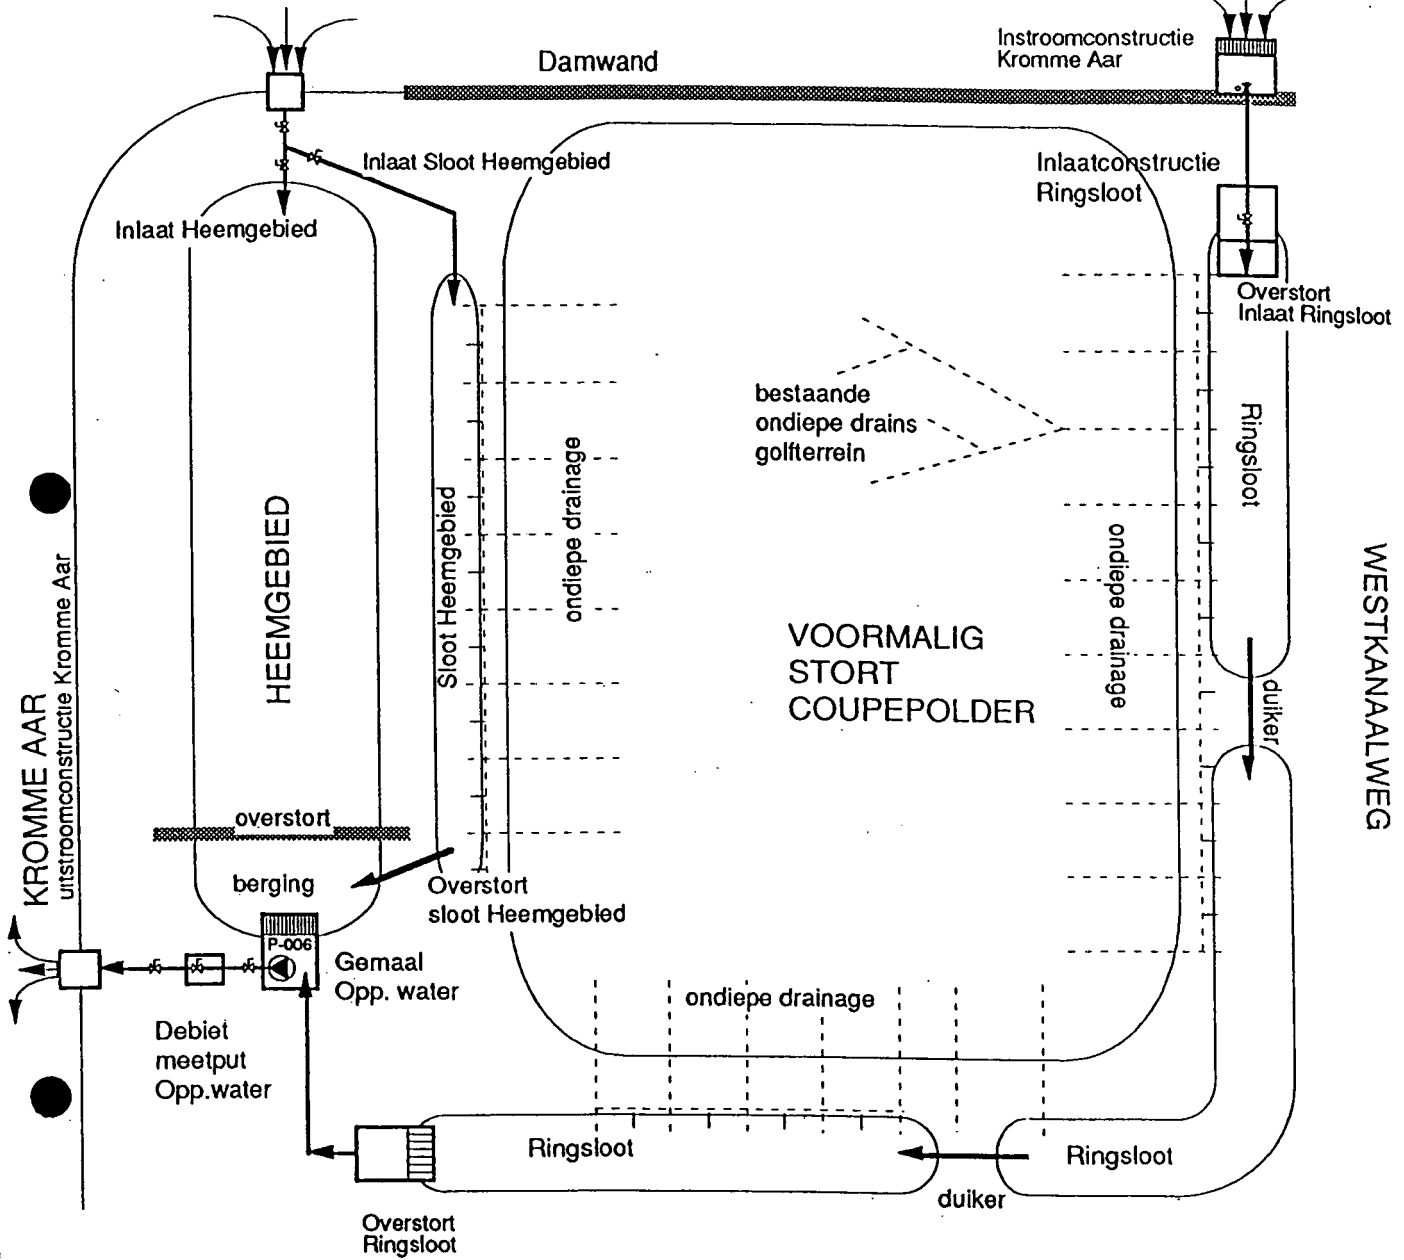 Instroomconstructie
Kromme Aar
Damwand
Inlaat Sloot Heemgebied
Inlaatconstructie
Ringsloot
Inlaat Heemgebied
Overstort
Inlaat Ringsloot
bestaande
ondiepe drains
golfterrein
Ringsloot
HEEMGEBIED
Sloot Heemgebied
ondiepe drainage
ondiepe drainage
WESTKANAALWEG
VOORMALIG
STORT
COUPEPOLDER
duiker
KROMME AAR
uitstroomconstructie Kromme Aar
overstort
berging
Overstort
sloot Heemgebied
P-006
Gemaal
Opp. water
ondiepe drainage
Debiet
meetput
Opp.water
Ringsloot
Ringsloot
duiker
Overstort
Ringsloot